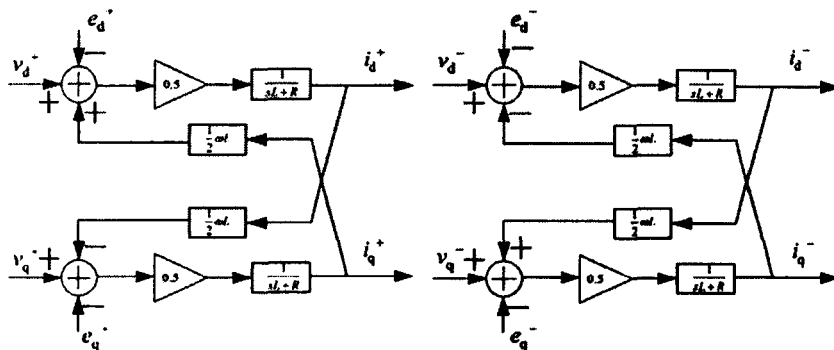 e_d^+
e_d^-
v_d^+
−
i_d^+
v_d^-
−
i_d^-
+
+
0.5
1/(sL+R)
+
−
0.5
1/(sL+R)
1/2 ωL
1/2 ωL
1/2 ωL
1/2 ωL
v_q^+
+
−
i_q^+
v_q^-
+
+
i_q^-
0.5
1/(sL+R)
0.5
1/(sL+R)
−
−
e_q^+
e_q^-